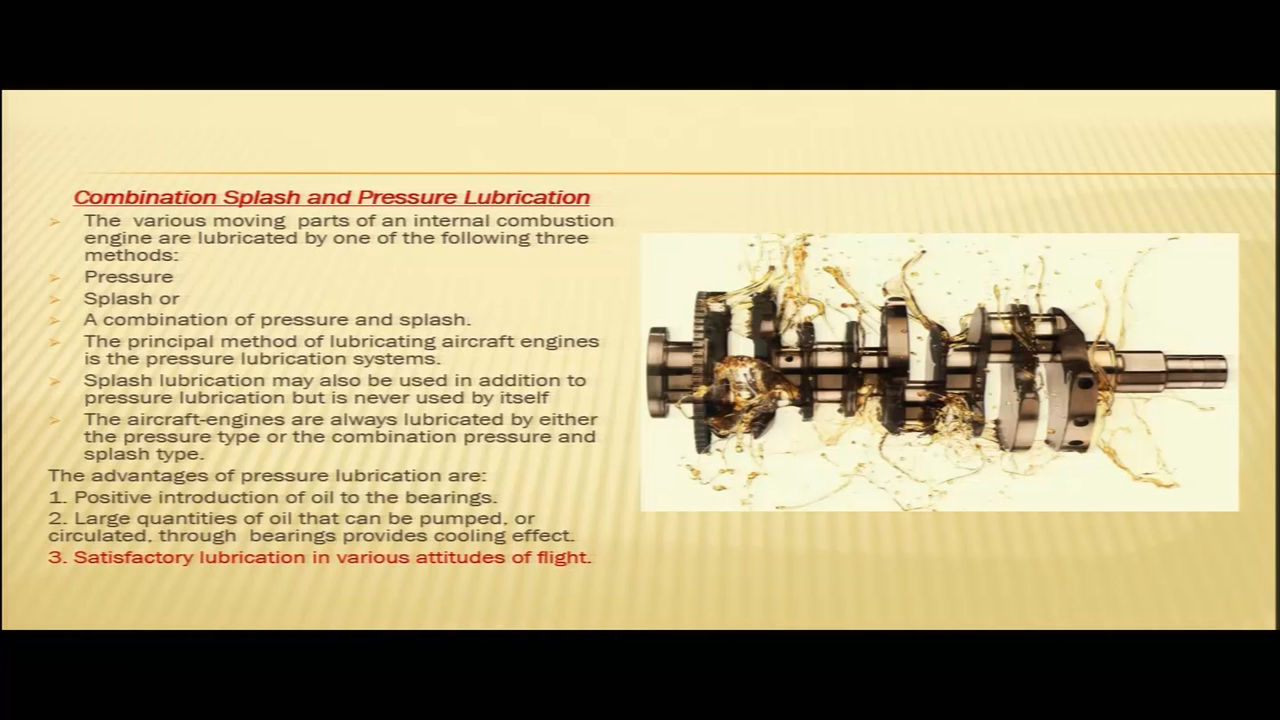 Combination Splash and Pressure Lubrication
➢ The various moving parts of an internal combustion
engine are lubricated by one of the following three
methods:
➢ Pressure
➢ Splash or
➢ A combination of pressure and splash.
➢ The principal method of lubricating aircraft engines
is the pressure lubrication systems.
➢ Splash lubrication may also be used in addition to
pressure lubrication but is never used by itself
➢ The aircraft-engines are always lubricated by either
the pressure type or the combination pressure and
splash type.
The advantages of pressure lubrication are:
1. Positive introduction of oil to the bearings.
2. Large quantities of oil that can be pumped, or
circulated, through bearings provides cooling effect.
3. Satisfactory lubrication in various attitudes of flight.